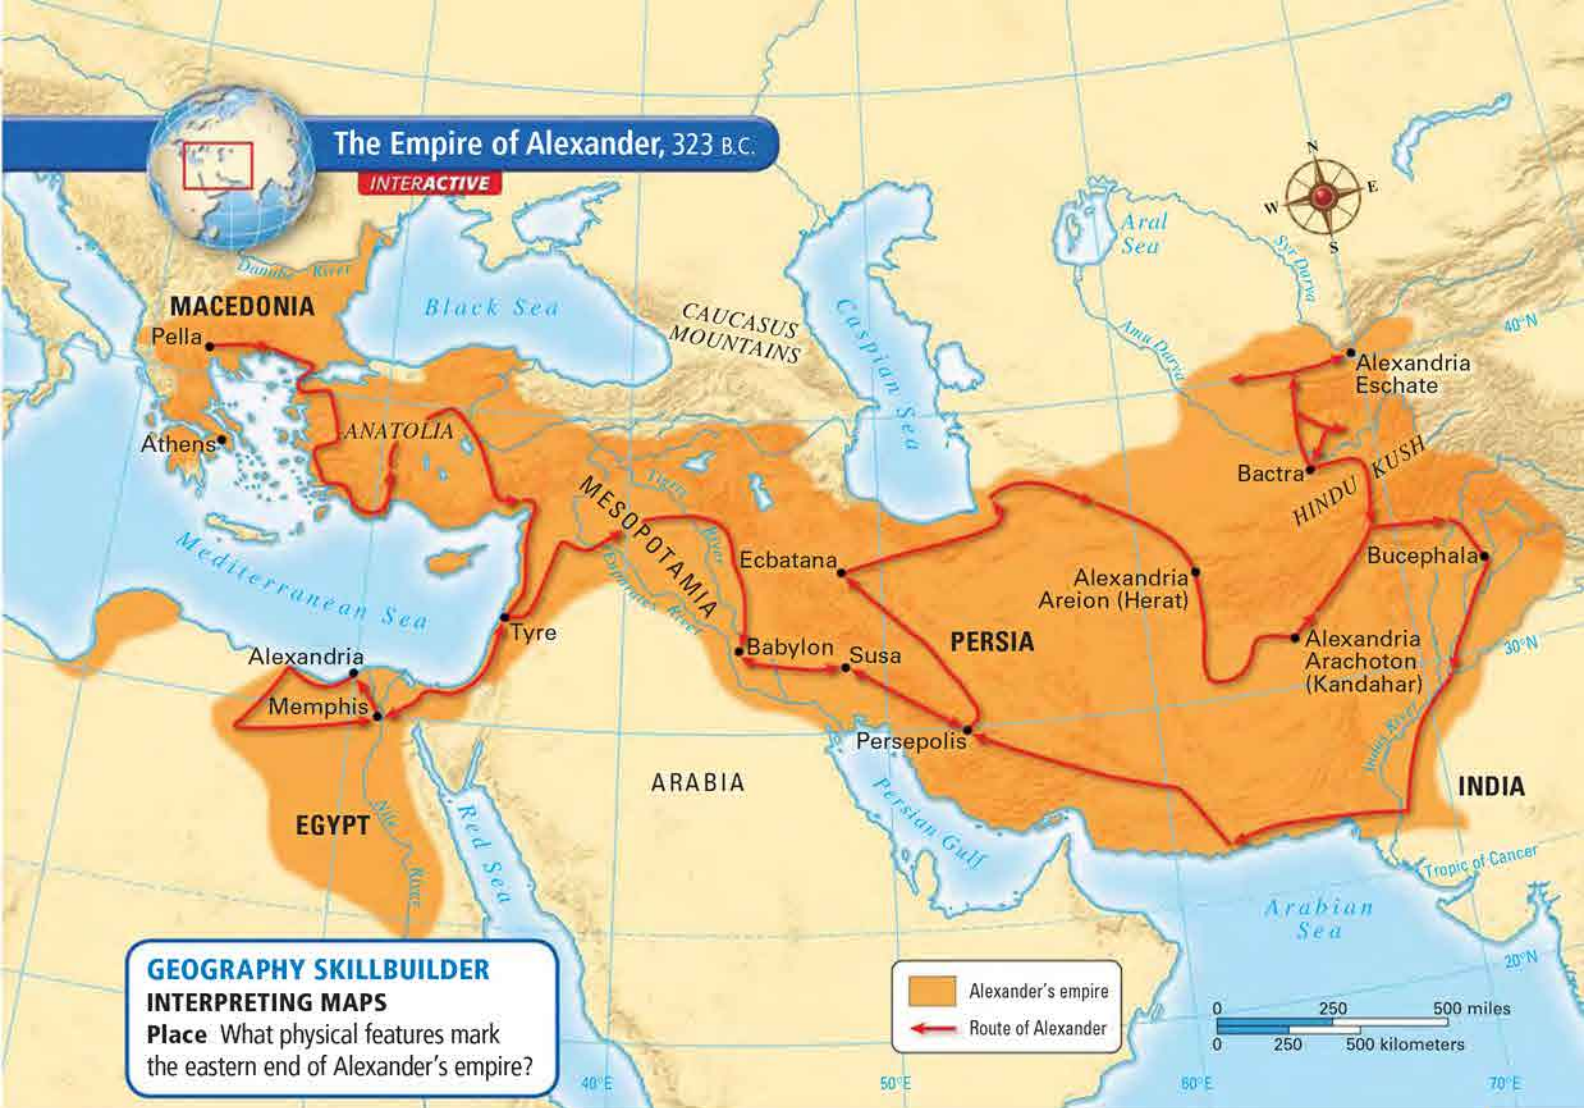 The Empire of Alexander, 323 B.C.
INTERACTIVE
N
E
W
S
Aral
Sea
Syr Darya
Danube River
MACEDONIA
Black Sea
CAUCASUS
MOUNTAINS
Caspian Sea
Amu Darya
40°N
Pella
Alexandria
Eschate
Athens
ANATOLIA
Bactra
HINDU KUSH
MESOPOTAMIA
Tigris
River
Mediterranean Sea
Ecbatana
Bucephala
Euphrates River
Alexandria
Areion (Herat)
Tyre
PERSIA
Babylon
Susa
Alexandria
Arachoton
(Kandahar)
30°N
Alexandria
Memphis
Persepolis
Indus River
ARABIA
INDIA
EGYPT
Nile
River
Red Sea
Persian Gulf
Tropic of Cancer
Arabian
Sea
20°N
GEOGRAPHY SKILLBUILDER
INTERPRETING MAPS
Place What physical features mark
the eastern end of Alexander's empire?
Alexander's empire
Route of Alexander
0 250 500 miles
0 250 500 kilometers
40°E
50°E
60°E
70°E